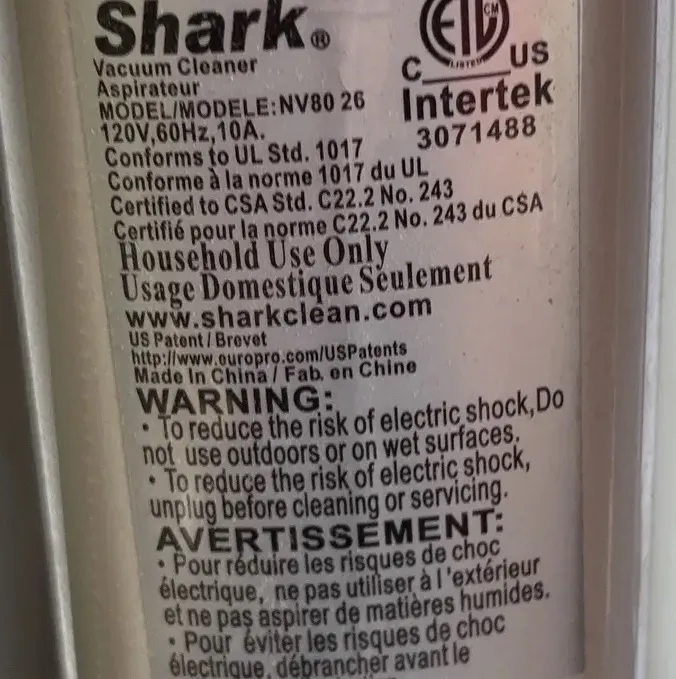 Shark®
Vacuum Cleaner
Aspirateur
MODEL/MODELE:NV80 26
120V,60Hz,10A.
Conforms to UL Std. 1017
Conforme à la norme 1017 du UL
Certified to CSA Std. C22.2 No. 243
Certifié pour la norme C22.2 No. 243 du CSA
Household Use Only
Usage Domestique Seulement
www.sharkclean.com
US Patent / Brevet
http://www.europro.com/USPatents
Made In China / Fab. en Chine
CM
LISTED
C US
Intertek
3071488
WARNING:
• To reduce the risk of electric shock,Do
not use outdoors or on wet surfaces.
• To reduce the risk of electric shock,
unplug before cleaning or servicing.
AVERTISSEMENT:
• Pour réduire les risques de choc
électrique, ne pas utiliser à l'extérieur
et ne pas aspirer de matières humides.
• Pour éviter les risques de choc
électrique, débrancher avant le